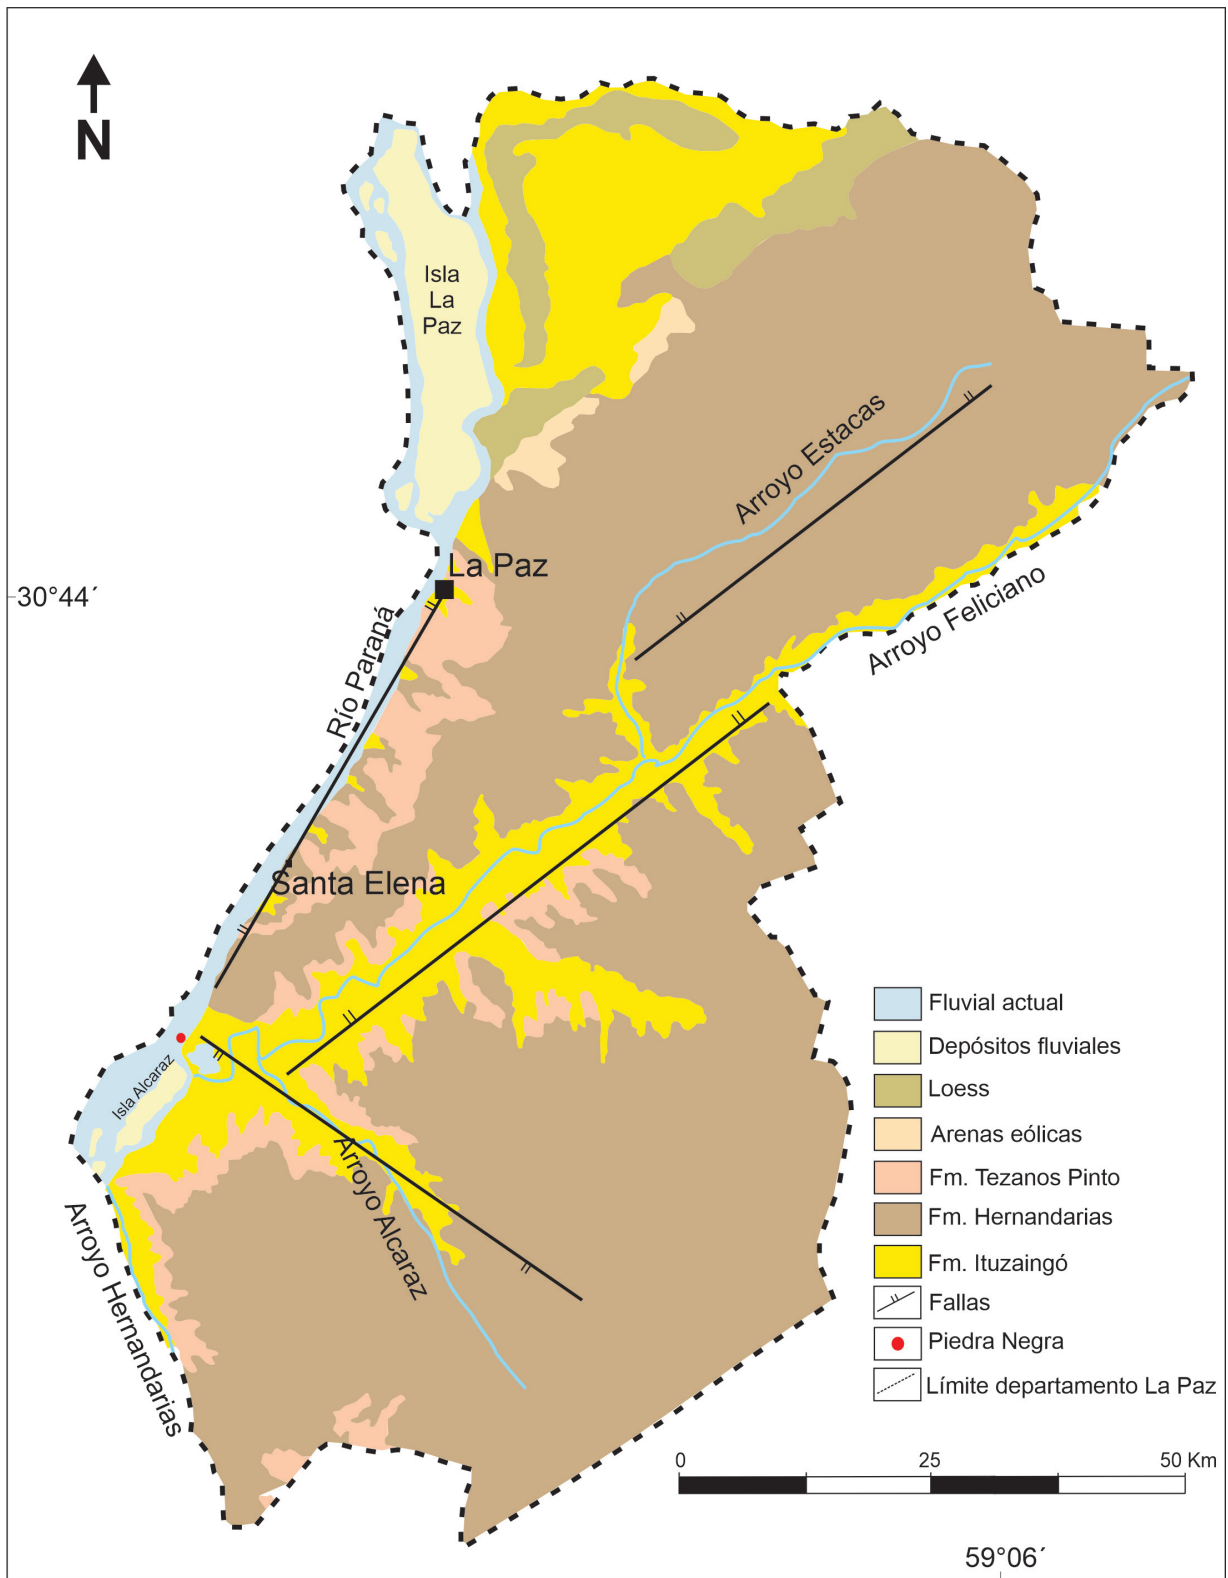 N
Isla
La
Paz
Arroyo Estacas
La Paz
30°44´
Arroyo Feliciano
Río Paraná
Santa Elena
Isla Alcaraz
Arroyo Alcaraz
Arroyo Hernandarias
Fluvial actual
Depósitos fluviales
Loess
Arenas eólicas
Fm. Tezanos Pinto
Fm. Hernandarias
Fm. Ituzaingó
Fallas
Piedra Negra
Límite departamento La Paz
0 25 50 Km
59°06´